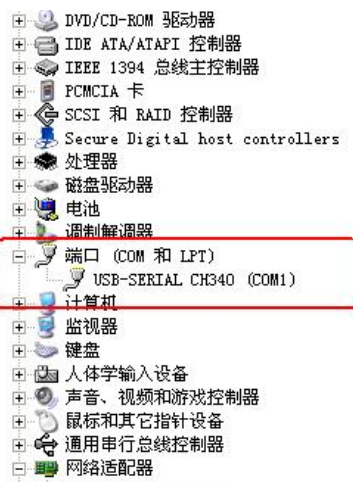 DVD/CD-ROM 驱动器
IDE ATA/ATAPI 控制器
IEEE 1394 总线主控制器
PCMCIA 卡
SCSI 和 RAID 控制器
Secure Digital host controllers
处理器
磁盘驱动器
电池
调制解调器
端口 (COM 和 LPT)
USB-SERIAL CH340 (COM1)
计算机
监视器
键盘
人体学输入设备
声音、视频和游戏控制器
鼠标和其它指针设备
通用串行总线控制器
网络适配器